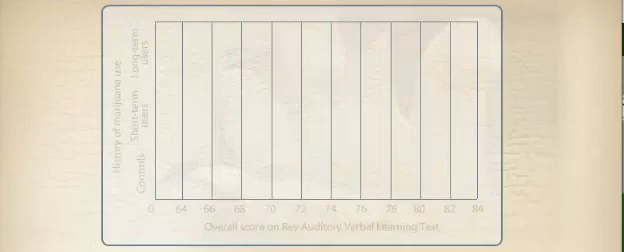 History of marijuana use
Long-term
users
Short-term
users
Controls
0 64 66 68 70 72 74 76 78 80 82 84
Overall score on Rey Auditory Verbal Learning Test